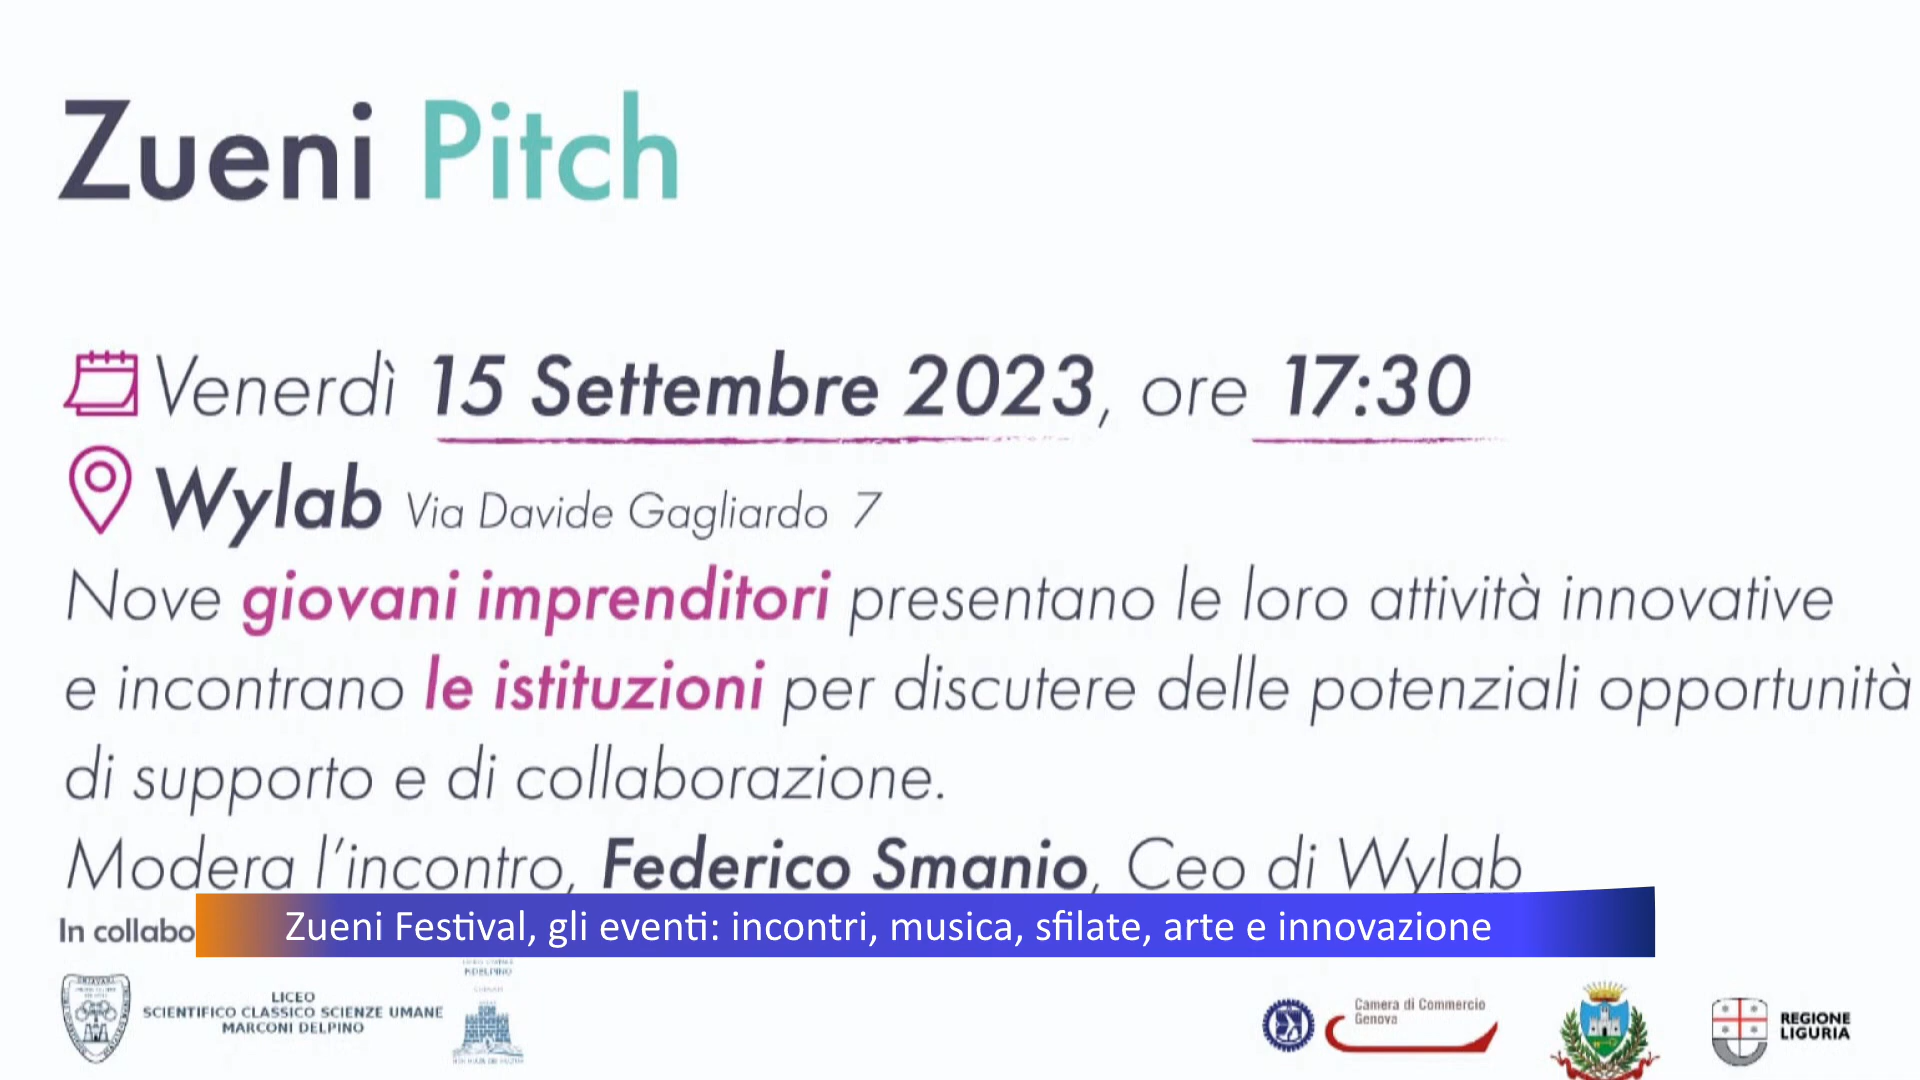 Zueni Pitch
Venerdì 15 Settembre 2023, ore 17:30
Wylab Via Davide Gagliardo 7
Nove giovani imprenditori presentano le loro attività innovative
e incontrano le istituzioni per discutere delle potenziali opportunità
di supporto e di collaborazione.
Modera l'incontro, Federico Smanio, Ceo di Wylab
In collabo
Zueni Festival, gli eventi: incontri, musica, sfilate, arte e innovazione
LICEO
SCIENTIFICO CLASSICO SCIENZE UMANE
MARCONI DELPINO
Camera di Commercio
Genova
REGIONE
LIGURIA